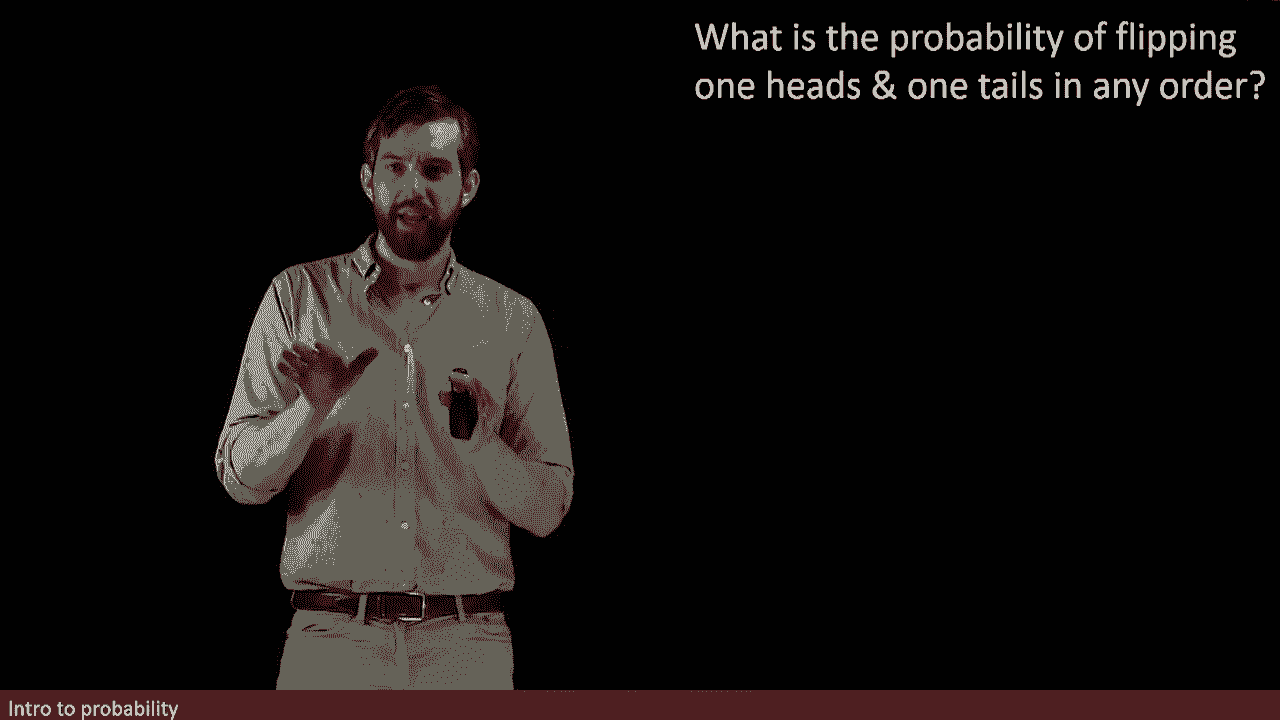 What is the probability of flipping
one heads & one tails in any order?
Intro to probability